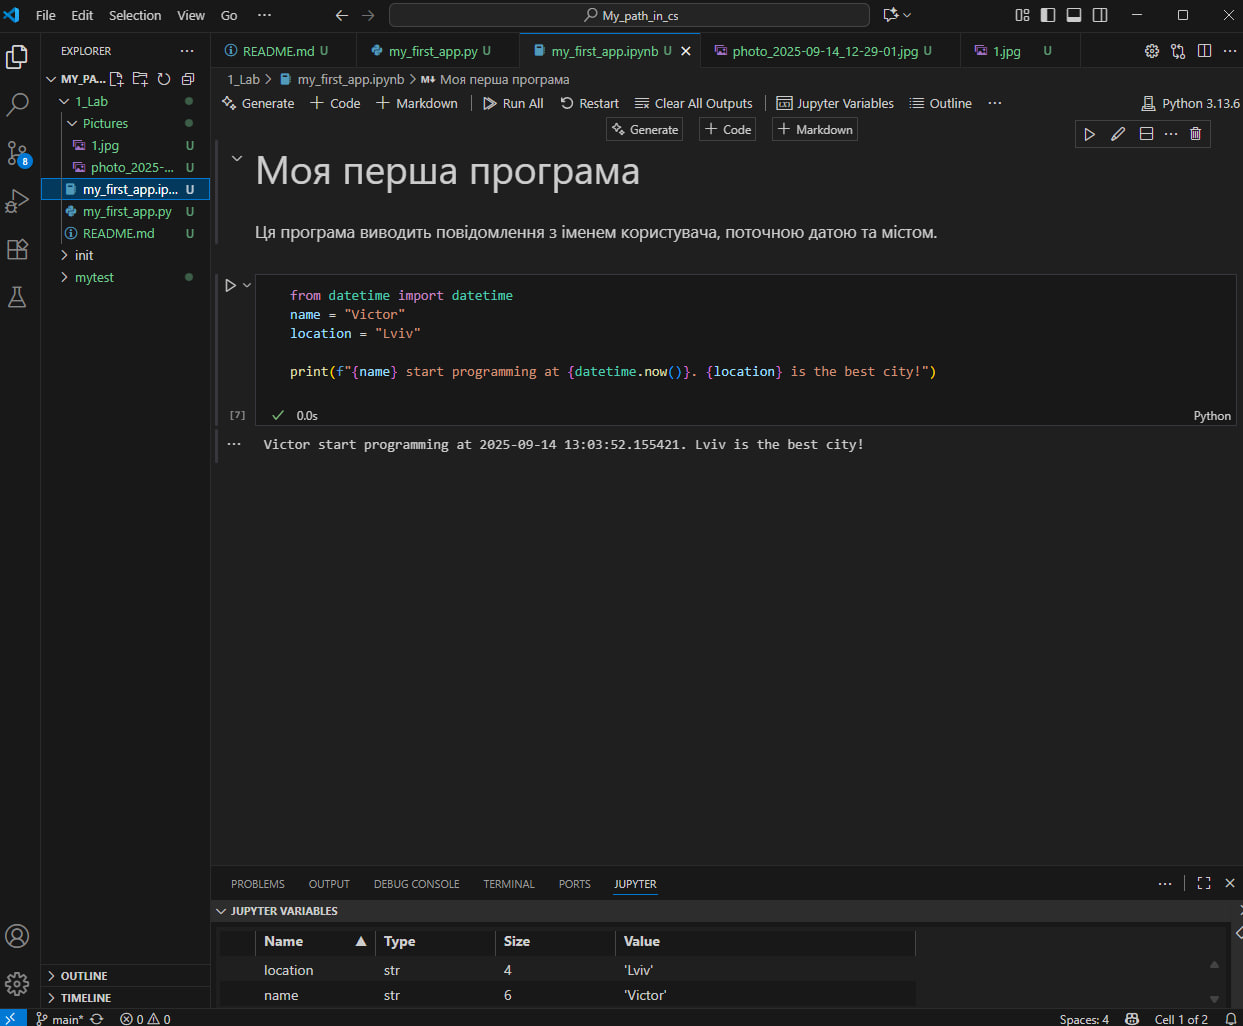 File Edit Selection View Go ··· My_path_in_cs
EXPLORER ···
MY_PA...
1_Lab
Pictures
1.jpg U
photo_2025-... U
my_first_app.ip... U
my_first_app.py U
README.md U
init
mytest
OUTLINE
TIMELINE
README.md U my_first_app.py U my_first_app.ipynb U photo_2025-09-14_12-29-01.jpg U 1.jpg U
1_Lab > my_first_app.ipynb > M↓ Моя перша програма
Generate + Code + Markdown Run All Restart Clear All Outputs Jupyter Variables Outline ··· Python 3.13.6
Generate + Code + Markdown
Моя перша програма
Ця програма виводить повідомлення з іменем користувача, поточною датою та містом.
from datetime import datetime
name = "Victor"
location = "Lviv"
print(f"{name} start programming at {datetime.now()}. {location} is the best city!")
[7] 0.0s Python
Victor start programming at 2025-09-14 13:03:52.155421. Lviv is the best city!
PROBLEMS OUTPUT DEBUG CONSOLE TERMINAL PORTS JUPYTER
JUPYTER VARIABLES
Name Type Size Value
location str 4 'Lviv'
name str 6 'Victor'
8
main* 0 0 Spaces: 4 Cell 1 of 2